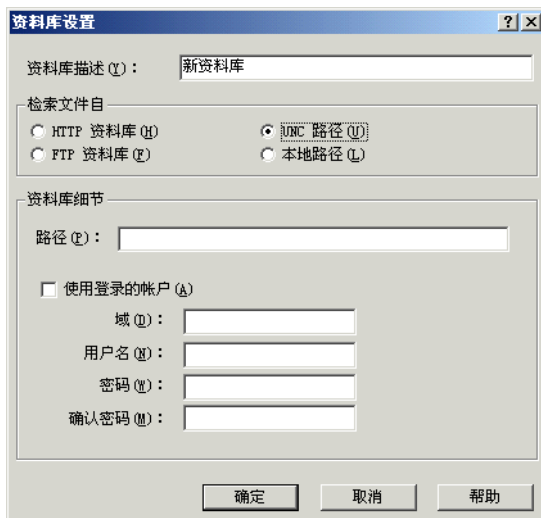 资料库设置
资料库描述(Y)： 新资料库
检索文件自
HTTP 资料库(H) UNC 路径(U)
FTP 资料库(F) 本地路径(L)
资料库细节
路径(P)：
使用登录的帐户(A)
域(D)：
用户名(N)：
密码(W)：
确认密码(M)：
确定 取消 帮助